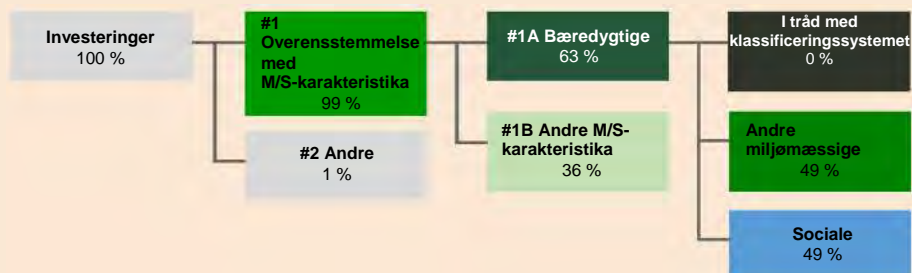 Investeringer
100 %
#1
Overensstemmelse
med
M/S-karakteristika
99 %
#2 Andre
1 %
#1A Bæredygtige
63 %
#1B Andre M/S-
karakteristika
36 %
I tråd med
klassificeringssystemet
0 %
Andre
miljømæssige
49 %
Sociale
49 %